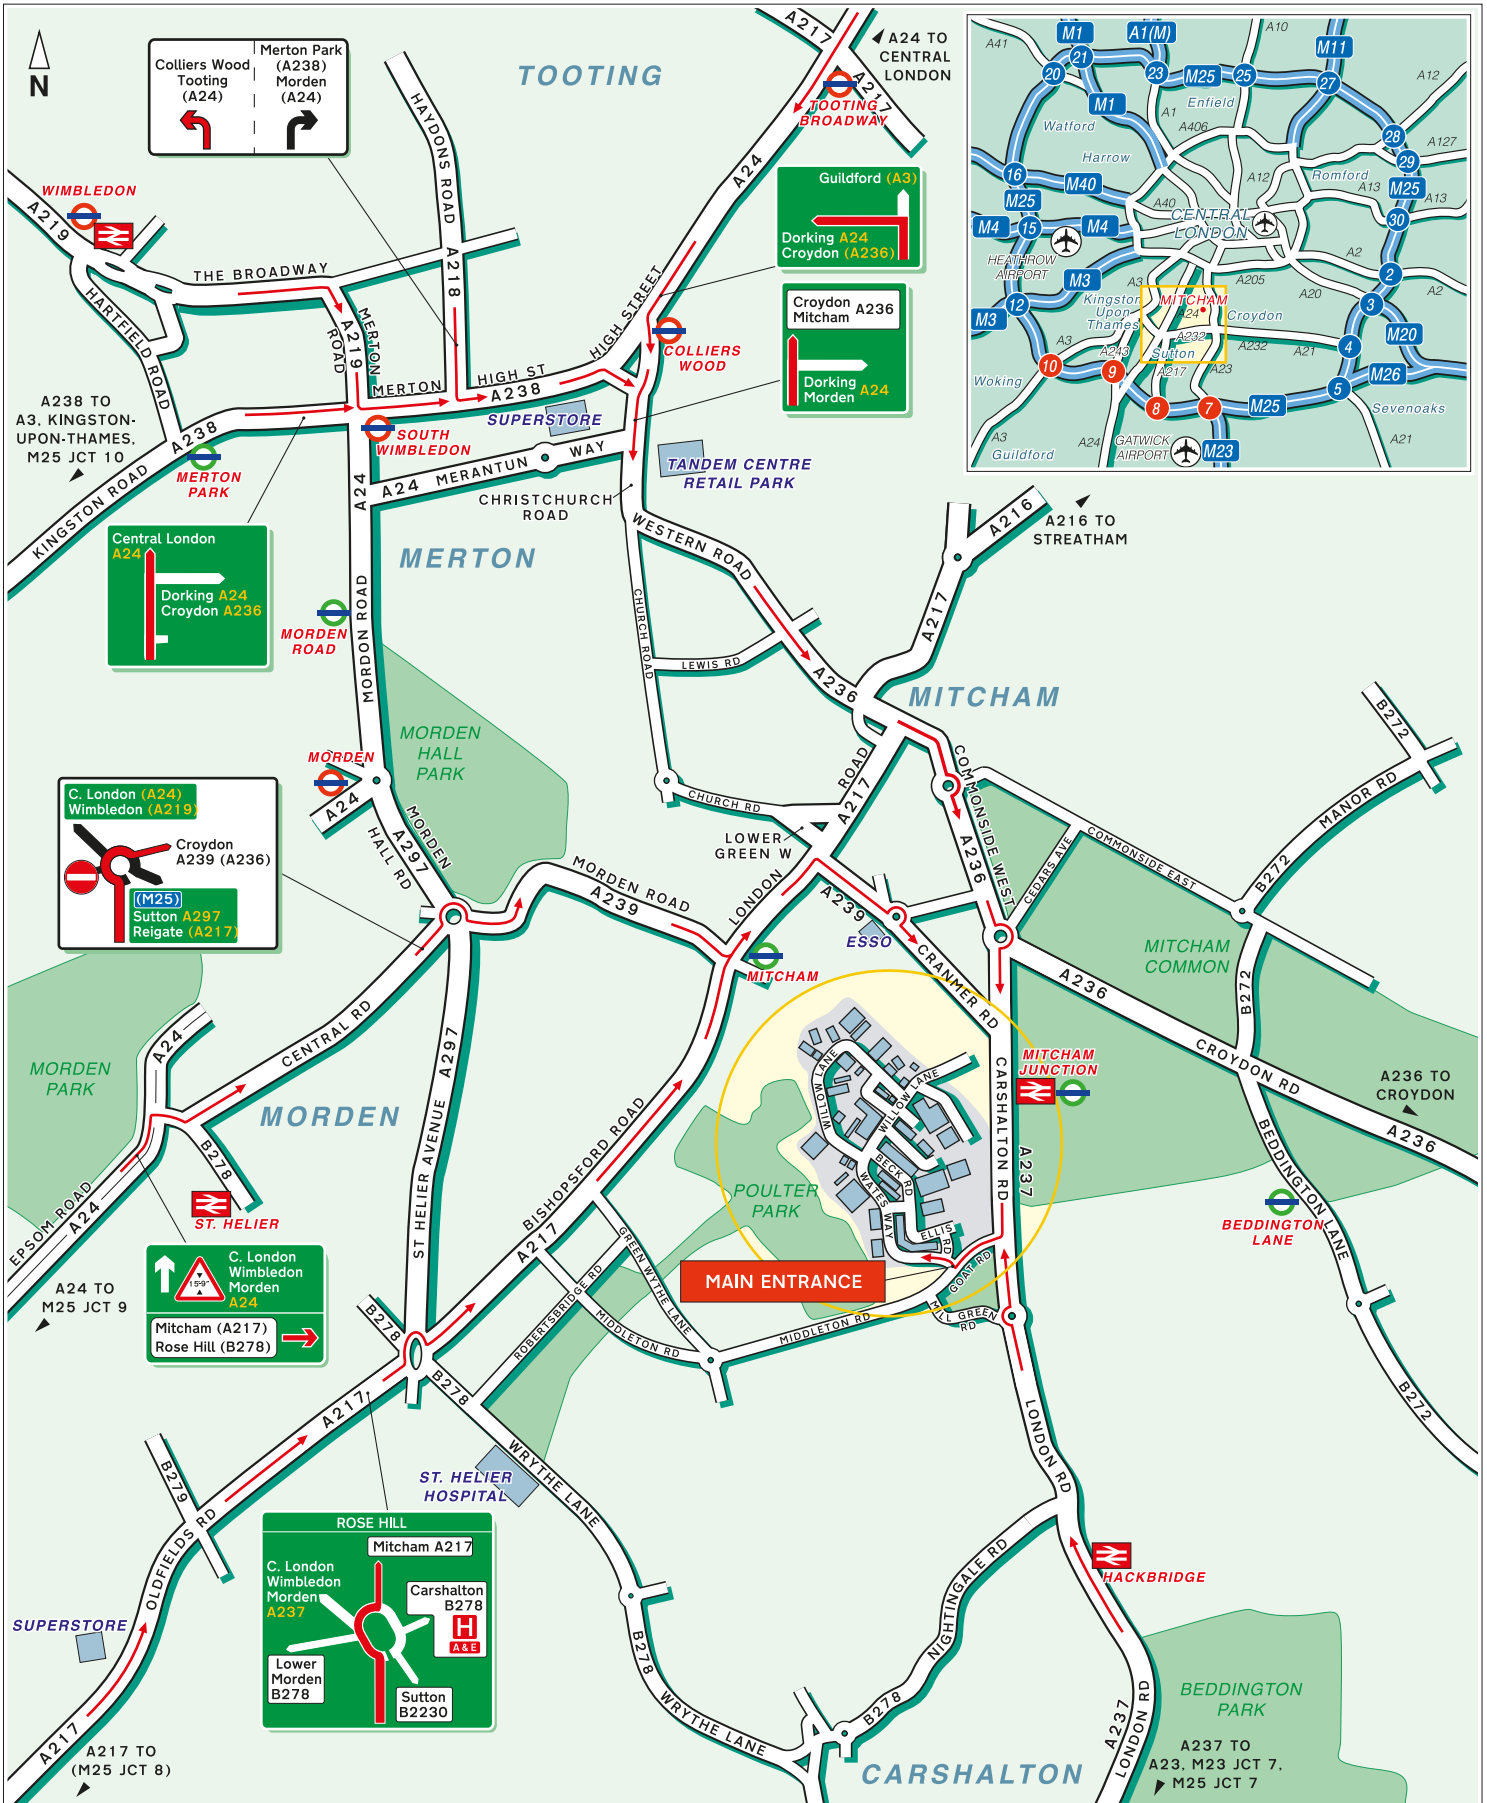 N
Colliers Wood
Tooting
(A24)
Merton Park
(A238)
Morden
(A24)
TOOTING
HAYDONS ROAD
A218
A217
A24 TO
CENTRAL
LONDON
A217
TOOTING
BROADWAY
A24
WIMBLEDON
A219
THE BROADWAY
HARTFIELD ROAD
MERTON
ROAD
A219
Guildford (A3)
Dorking A24
Croydon (A236)
Croydon
Mitcham
A236
Dorking
Morden A24
HIGH STREET
COLLIERS
WOOD
MERTON
HIGH ST
A238
SUPERSTORE
A238 TO
A3, KINGSTON-
UPON-THAMES,
M25 JCT 10
A238
KINGSTON ROAD
MERTON
PARK
SOUTH
WIMBLEDON
A24
A24 MERANTUN WAY
TANDEM CENTRE
RETAIL PARK
CHRISTCHURCH
ROAD
Central London
A24
Dorking A24
Croydon A236
MERTON
WESTERN ROAD
A216
A216 TO
STREATHAM
A217
MORDEN
ROAD
MORDON ROAD
CHURCH ROAD
LEWIS RD
A236
MITCHAM
M1
A1(M)
A10
M11
A41
21
20
23
M25
25
27
A12
M1
A1
Enfield
Watford
A406
28
A127
Harrow
29
16
M40
A12
Romford
M25
A13
M25
A13
A40
CENTRAL
LONDON
30
M4
15
M4
HEATHROW
AIRPORT
A2
2
M3
A3
A205
A20
A2
12
Kingston
Upon
Thames
MITCHAM
A24
Croydon
3
M3
M20
A3
A232
A232
A21
4
A243
Sutton
10
9
A217
A23
M26
Woking
5
8
7
M25
Sevenoaks
A3
A24
GATWICK
AIRPORT
M23
A21
Guildford
MORDEN
HALL
PARK
MORDEN
A24
A297
MORDEN
HALL RD
C. London (A24)
Wimbledon (A219)
Croydon
A239 (A236)
(M25)
Sutton A297
Reigate (A217)
CHURCH RD
ROAD
A217
LOWER
GREEN W
LONDON
COMMONSIDE WEST
A236
CEDARS AVE
COMMONSIDE EAST
B272
MANOR RD
B272
MORDEN ROAD
A239
A239
ESSO
MITCHAM
CRANMER RD
MITCHAM
COMMON
A236
B272
CROYDON RD
A236 TO
CROYDON
A236
MORDEN
PARK
A24
CENTRAL RD
A297
MORDEN
ST HELIER AVENUE
B278
ST. HELIER
EPSOM ROAD
A24
BISHOPSFORD ROAD
A217
MITCHAM
JUNCTION
CARSHALTON RD
A237
WILLOW LANE
WILLOW LANE
BECK RD
WATES WAY
ELLIS
RD
GOAT RD
POULTER
PARK
BEDDINGTON LANE
BEDDINGTON
LANE
MAIN ENTRANCE
GREEN WYTHE LANE
A24 TO
M25 JCT 9
C. London
Wimbledon
Morden
A24
15'9"
Mitcham (A217)
Rose Hill (B278)
B278
ROBERTSBRIDGE RD
MIDDLETON RD
MIDDLETON RD
MILL GREEN
RD
A217
B278
B272
LONDON RD
WRYTHE LANE
ST. HELIER
HOSPITAL
B279
OLDFIELDS RD
ROSE HILL
Mitcham A217
C. London
Wimbledon
Morden
A237
Carshalton
B278
H
A & E
Lower
Morden
B278
Sutton
B2230
SUPERSTORE
A217
A217 TO
(M25 JCT 8)
B278
WRYTHE LANE
NIGHTINGALE RD
B278
HACKBRIDGE
CARSHALTON
A237
LONDON RD
BEDDINGTON
PARK
A237 TO
A23, M23 JCT 7,
M25 JCT 7